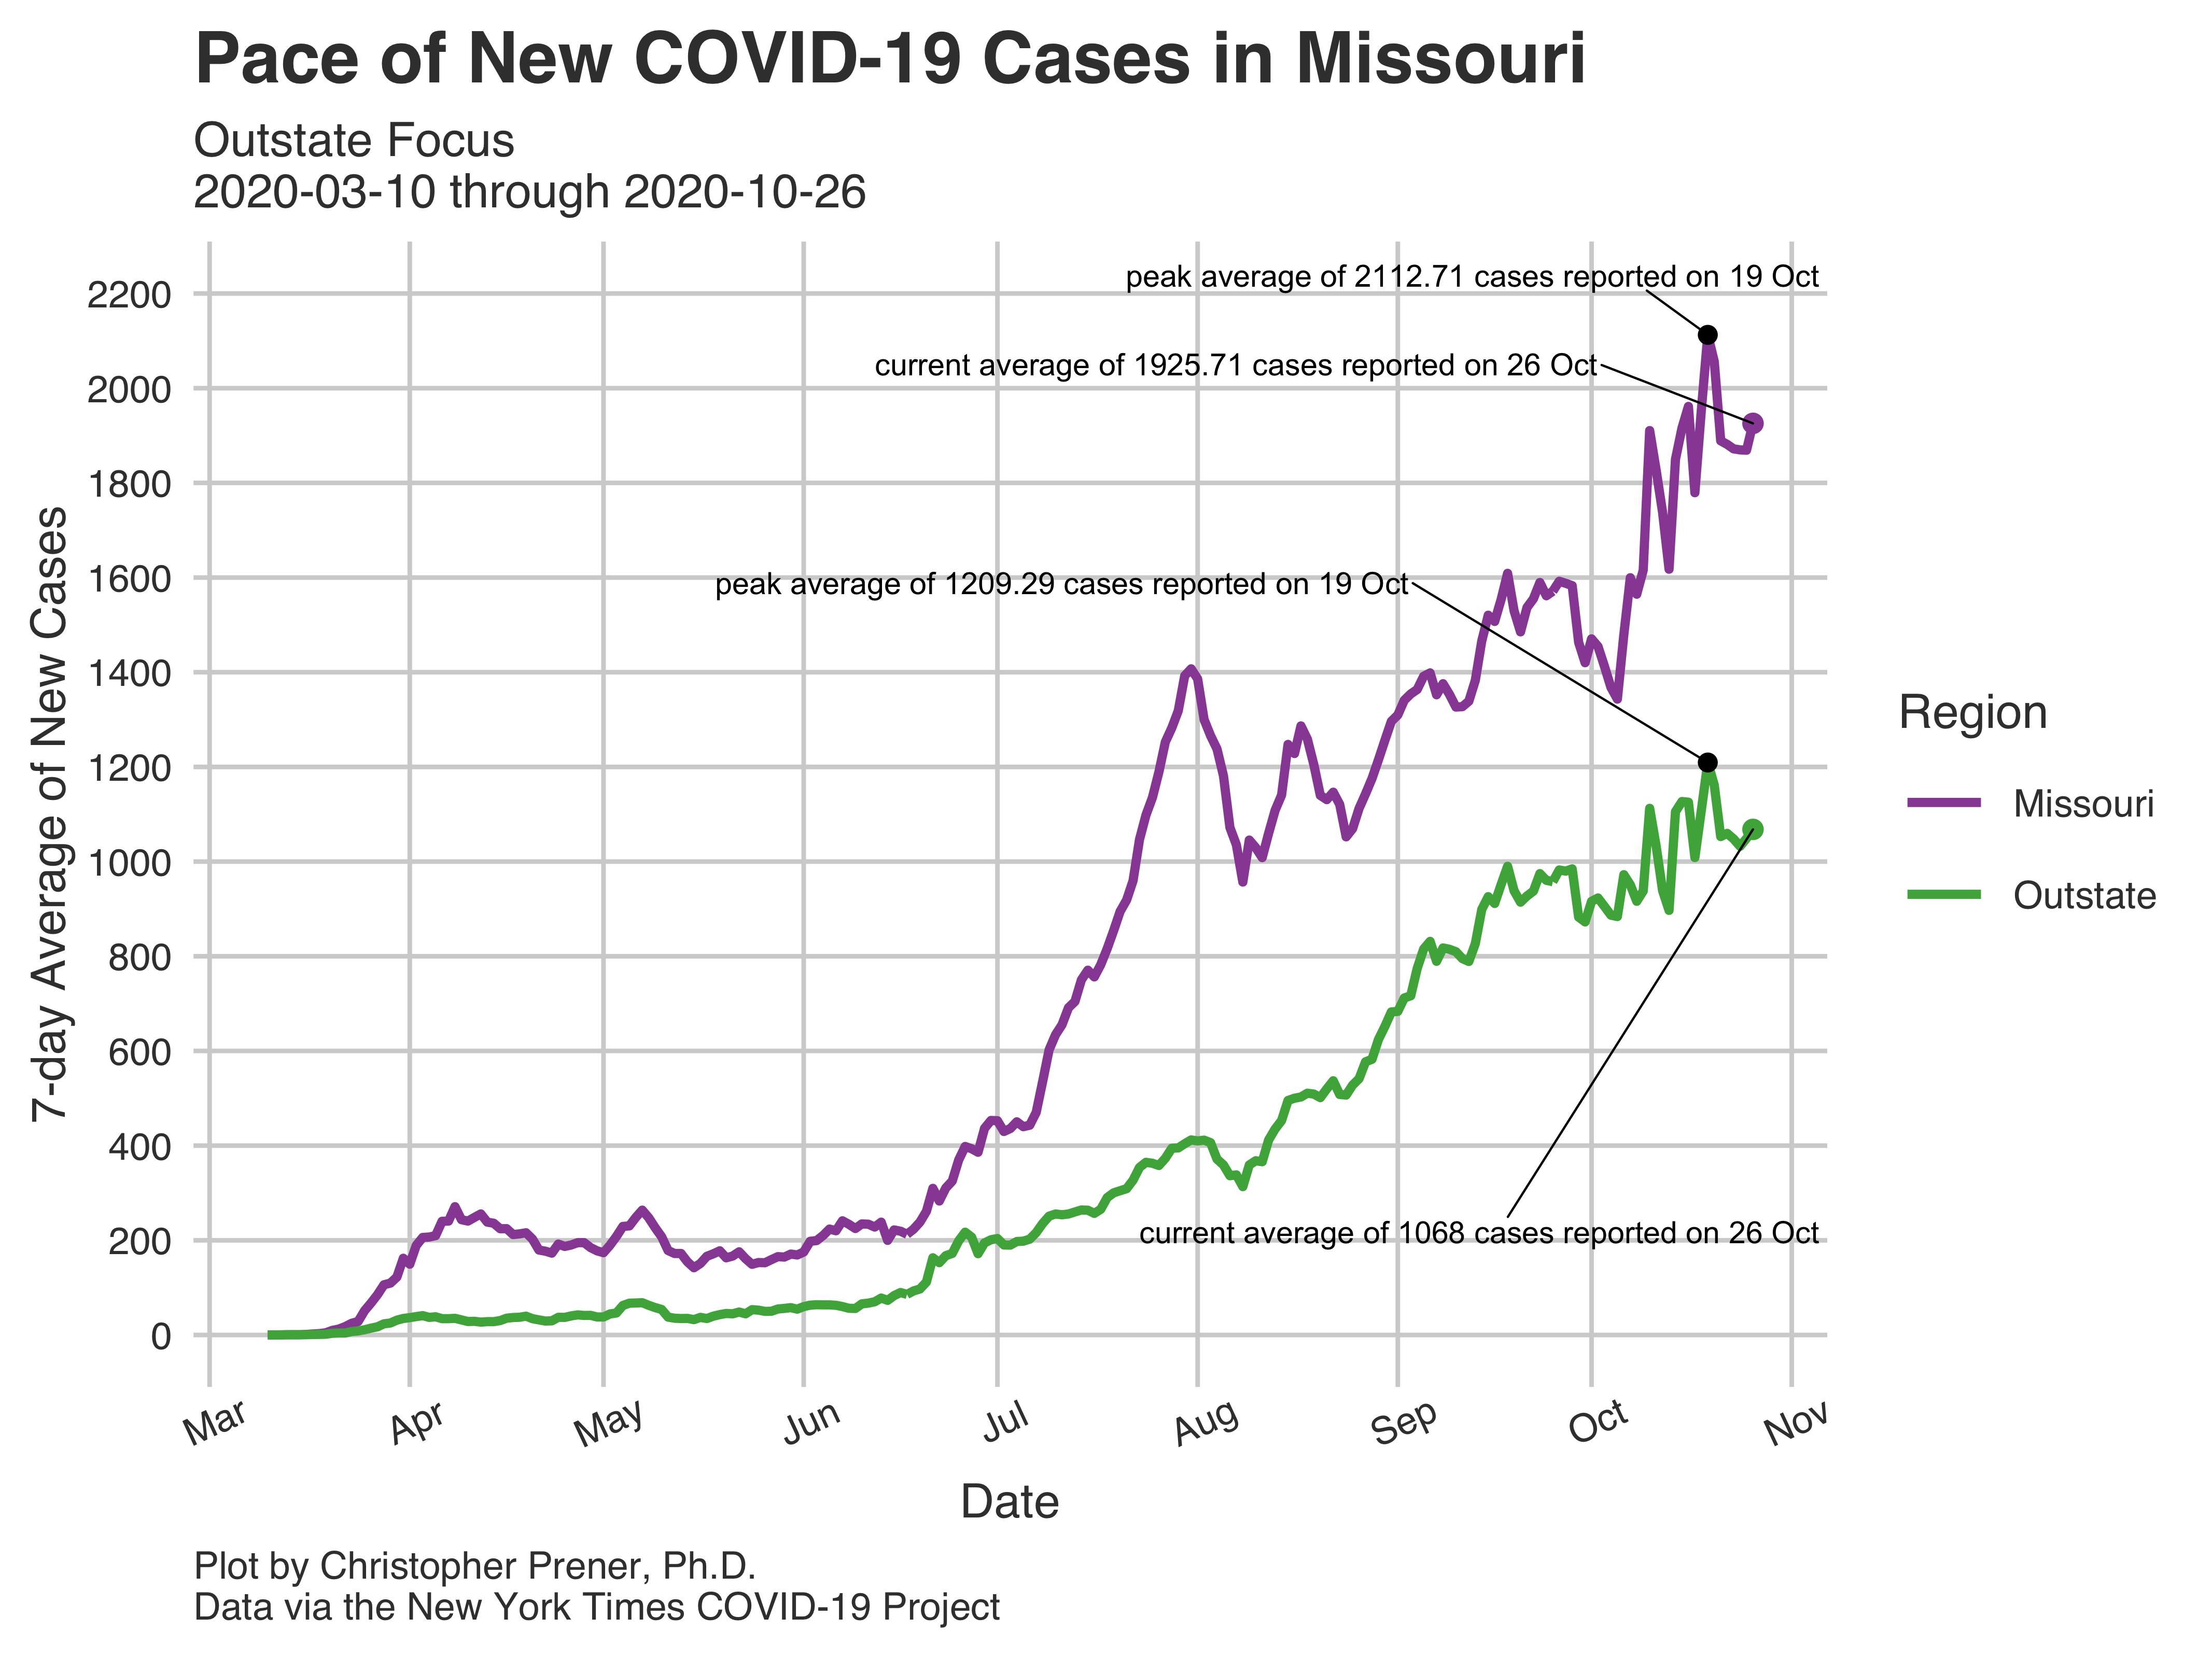 Pace of New COVID-19 Cases in Missouri
Outstate Focus
2020-03-10 through 2020-10-26
peak average of 2112.71 cases reported on 19 Oct
current average of 1925.71 cases reported on 26 Oct
peak average of 1209.29 cases reported on 19 Oct
current average of 1068 cases reported on 26 Oct
7-day Average of New Cases
2200
2000
1800
1600
1400
1200
1000
800
600
400
200
0
Mar
Apr
May
Jun
Jul
Aug
Sep
Oct
Nov
Date
Region
Missouri
Outstate
Plot by Christopher Prener, Ph.D.
Data via the New York Times COVID-19 Project